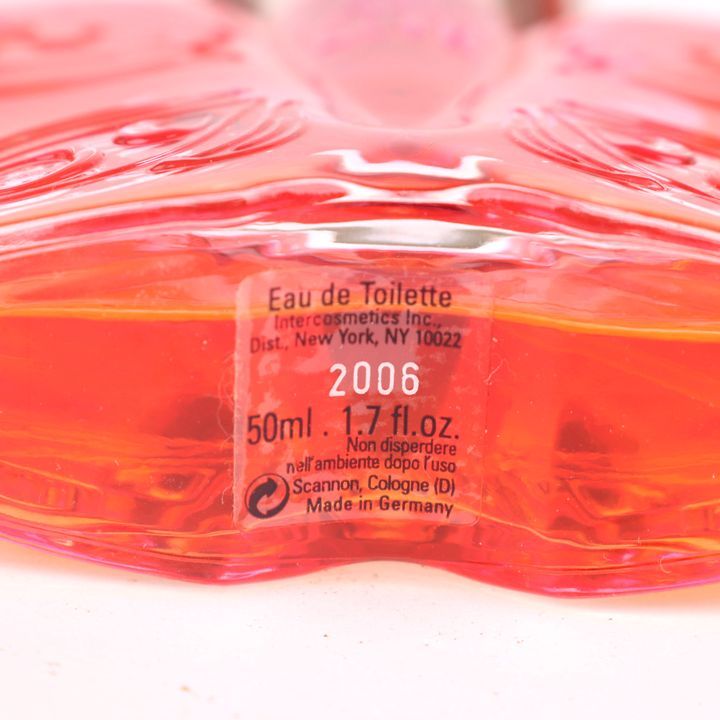 Eau de Toilette
Intercosmetics Inc.,
Dist., New York, NY 10022
2006
50ml . 1.7 fl.oz.
Non disperdere
nell'ambiente dopo l'uso
Scannon, Cologne (D)
Made in Germany